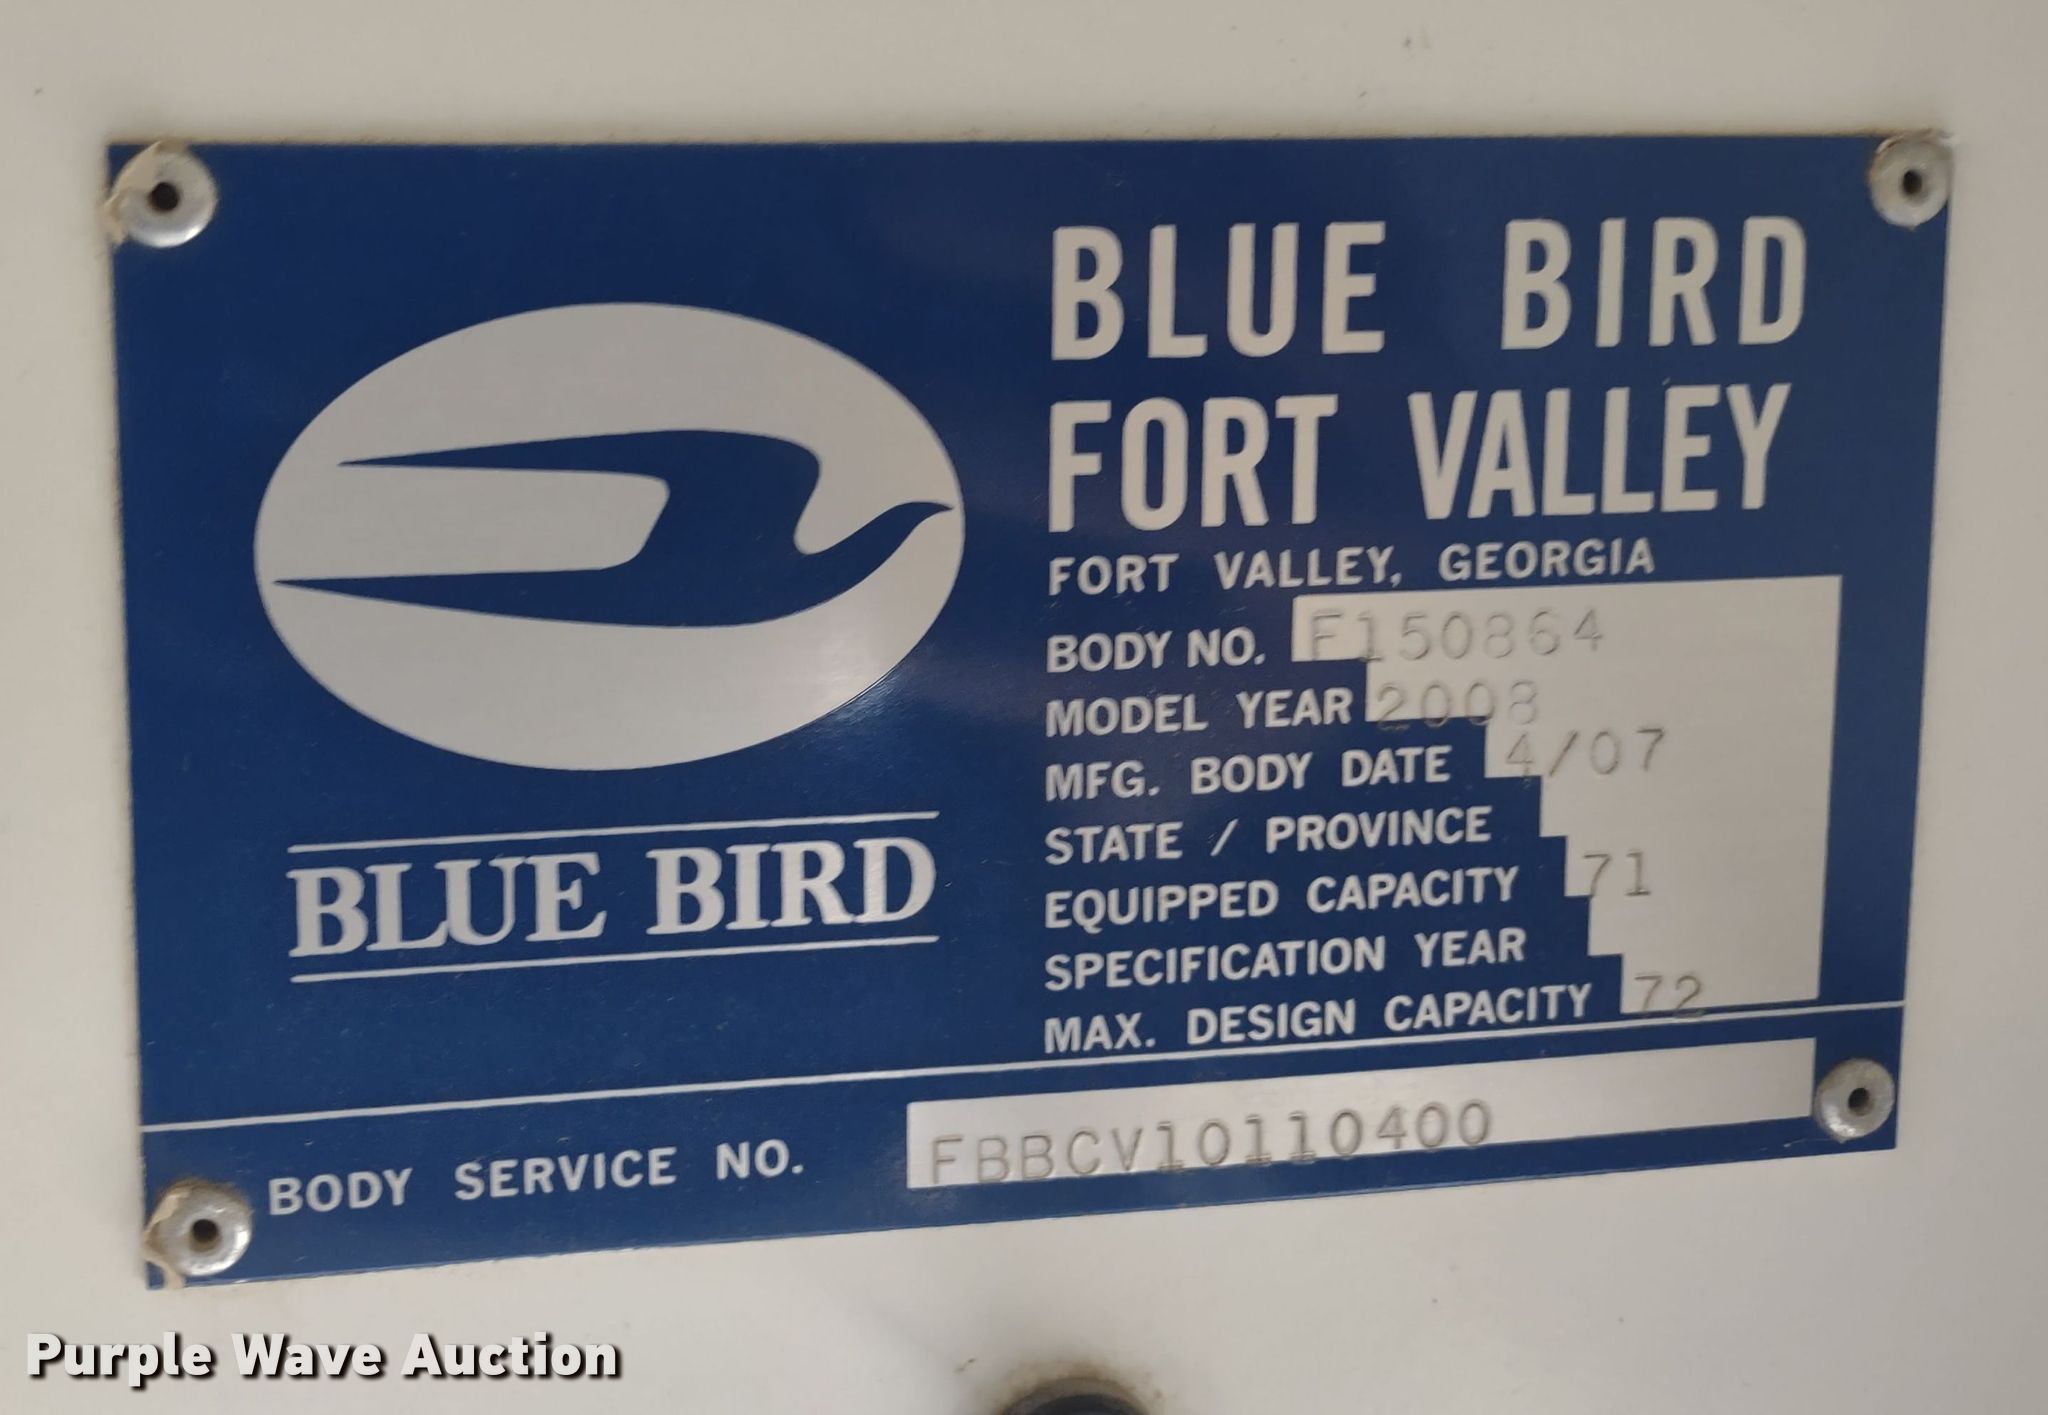 BLUE BIRD
FORT VALLEY
FORT VALLEY, GEORGIA
BODY NO. F150864
MODEL YEAR 2008
MFG. BODY DATE 4/07
STATE / PROVINCE
EQUIPPED CAPACITY 71
SPECIFICATION YEAR
MAX. DESIGN CAPACITY 72
BLUE BIRD
BODY SERVICE NO. FBBCV10110400
Purple Wave Auction